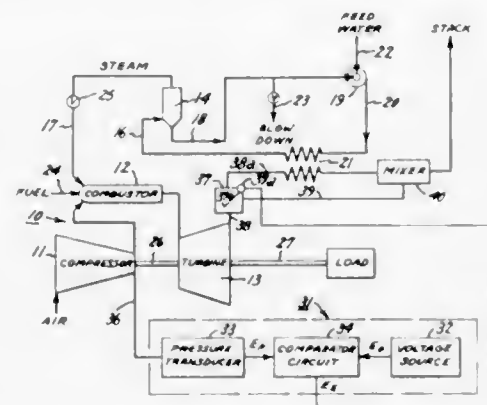 FEED
WATER
STACK
22
STEAM
25
14
23
19
20
17
16
18
BLOW
DOWN
21
24
12
37
38a
MIXER
FUEL
COMBUSTOR
39
40
10
38
11
26
27
COMPRESSOR
TURBINE
LOAD
13
AIR
36
31
33
34
32
PRESSURE
TRANSDUCER
COMPARATOR
CIRCUIT
VOLTAGE
SOURCE